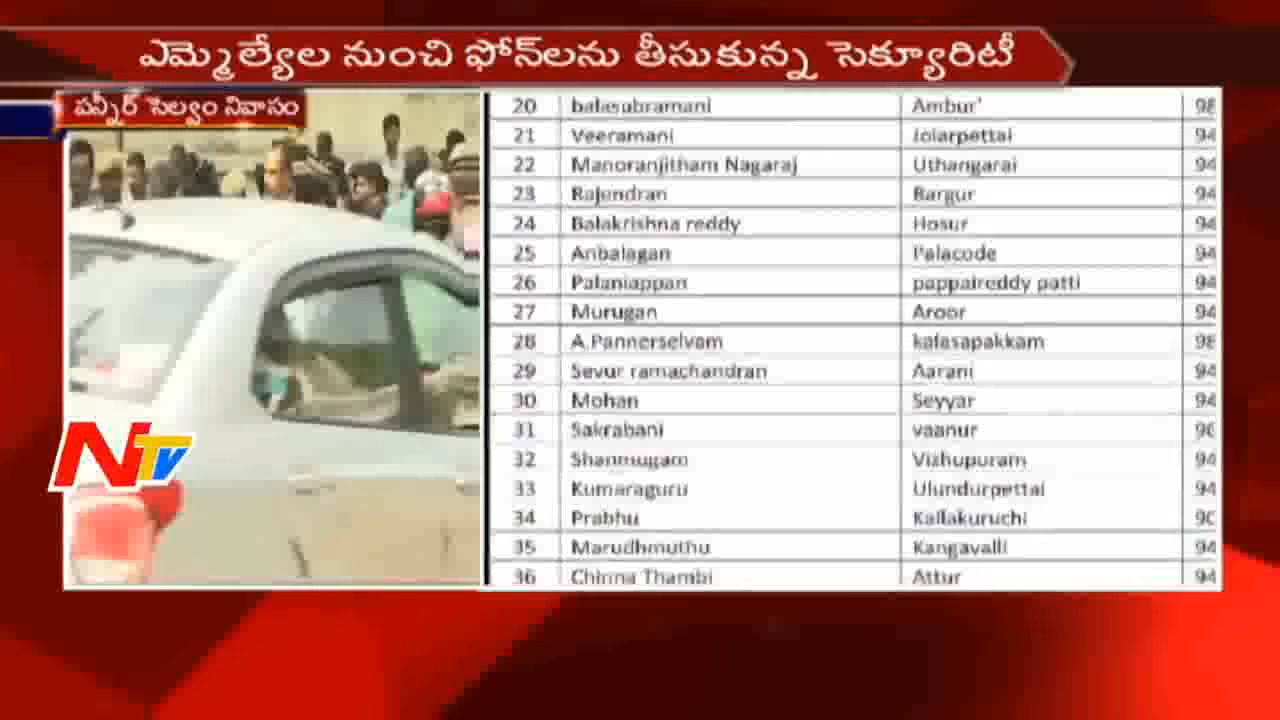 ఎమ్మెల్యేల నుంచి ఫోన్‌లను తీసుకున్న సెక్యూరిటీ
పన్నీర్ సెల్వం నివాసం
20 balasubramani Ambur' 98
21 Veeramani Jolarpettai 94
22 Manoranjitham Nagaraj Uthangarai 94
23 Rajendran Bargur 94
24 Balakrishna reddy Hosur 94
25 Anbalagan Palacode 94
26 Palaniappan pappaireddy patti 94
27 Murugan Aroor 94
28 A.Pannerselvam kalasapakkam 98
29 Sevur ramachandran Aarani 94
30 Mohan Seyyar 94
31 Sakrabani vaanur
32 Shanmugam Vizhupuram 94
33 Kumaraguru Ulundurpettai 94
34 Prabhu Kallakuruchi
35 Marudhmuthu Kangavalli 94
36 Chinna Thambi Attur 94
NTV